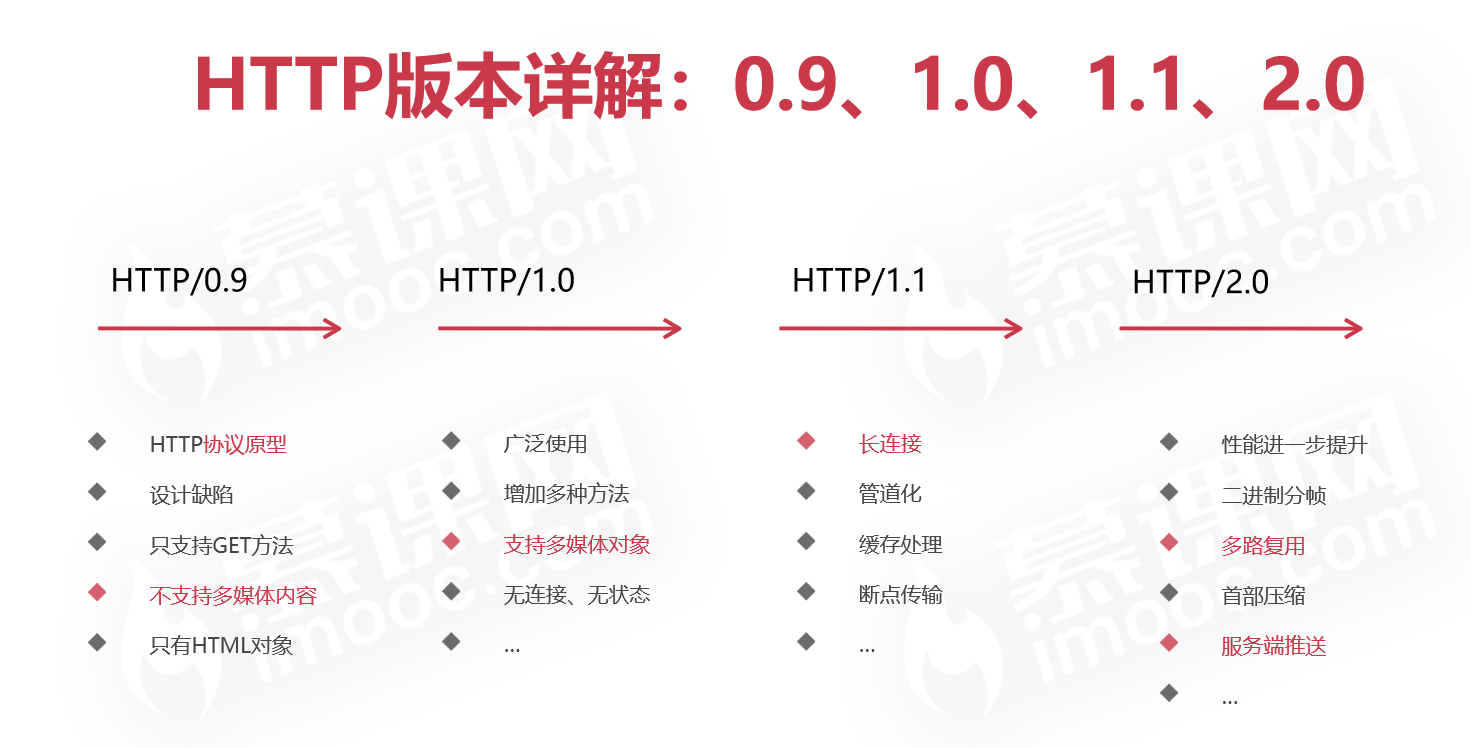 HTTP版本详解：0.9、1.0、1.1、2.0
HTTP/0.9
HTTP协议原型
设计缺陷
只支持GET方法
不支持多媒体内容
只有HTML对象
HTTP/1.0
广泛使用
增加多种方法
支持多媒体对象
无连接、无状态
...
HTTP/1.1
长连接
管道化
缓存处理
断点传输
...
HTTP/2.0
性能进一步提升
二进制分帧
多路复用
首部压缩
服务端推送
...
慕课网
imooc.com
慕课网
imooc.com
慕课网
imooc.com
慕课网
imooc.com